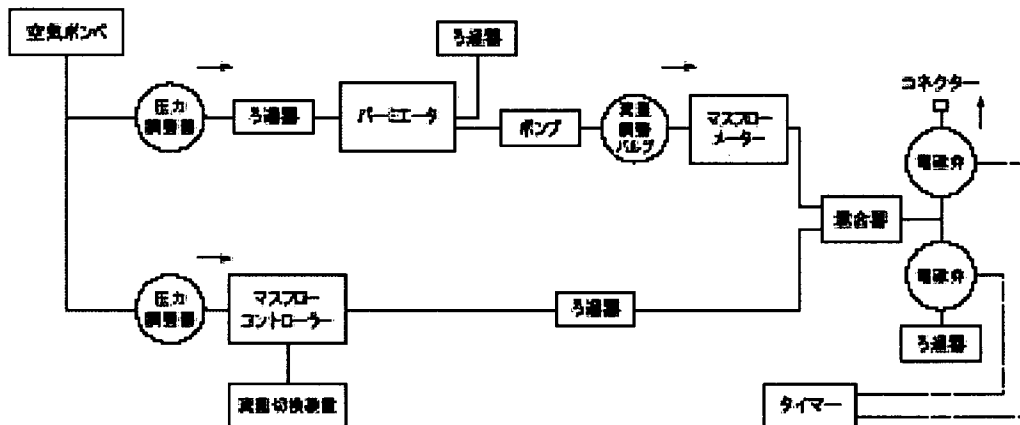 空気ボンベ
ろ過器
コネクター
圧力
調整器
ろ過器
パーミエータ
ポンプ
流量
調整
バルブ
マスフロー
メーター
電磁弁
混合器
圧力
調整器
マスフロー
コントローラー
ろ過器
電磁弁
ろ過器
流量切換装置
タイマー